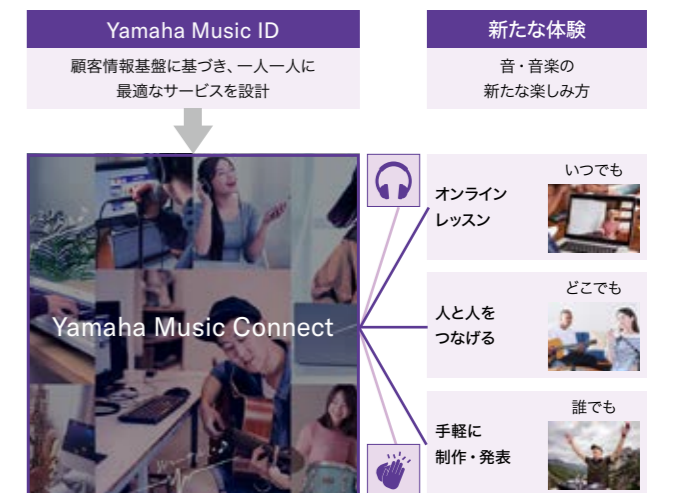 Yamaha Music ID
顧客情報基盤に基づき、一人一人に
最適なサービスを設計
新たな体験
音・音楽の
新たな楽しみ方
Yamaha Music Connect
いつでも
オンライン
レッスン
どこでも
人と人を
つなげる
誰でも
手軽に
制作・発表